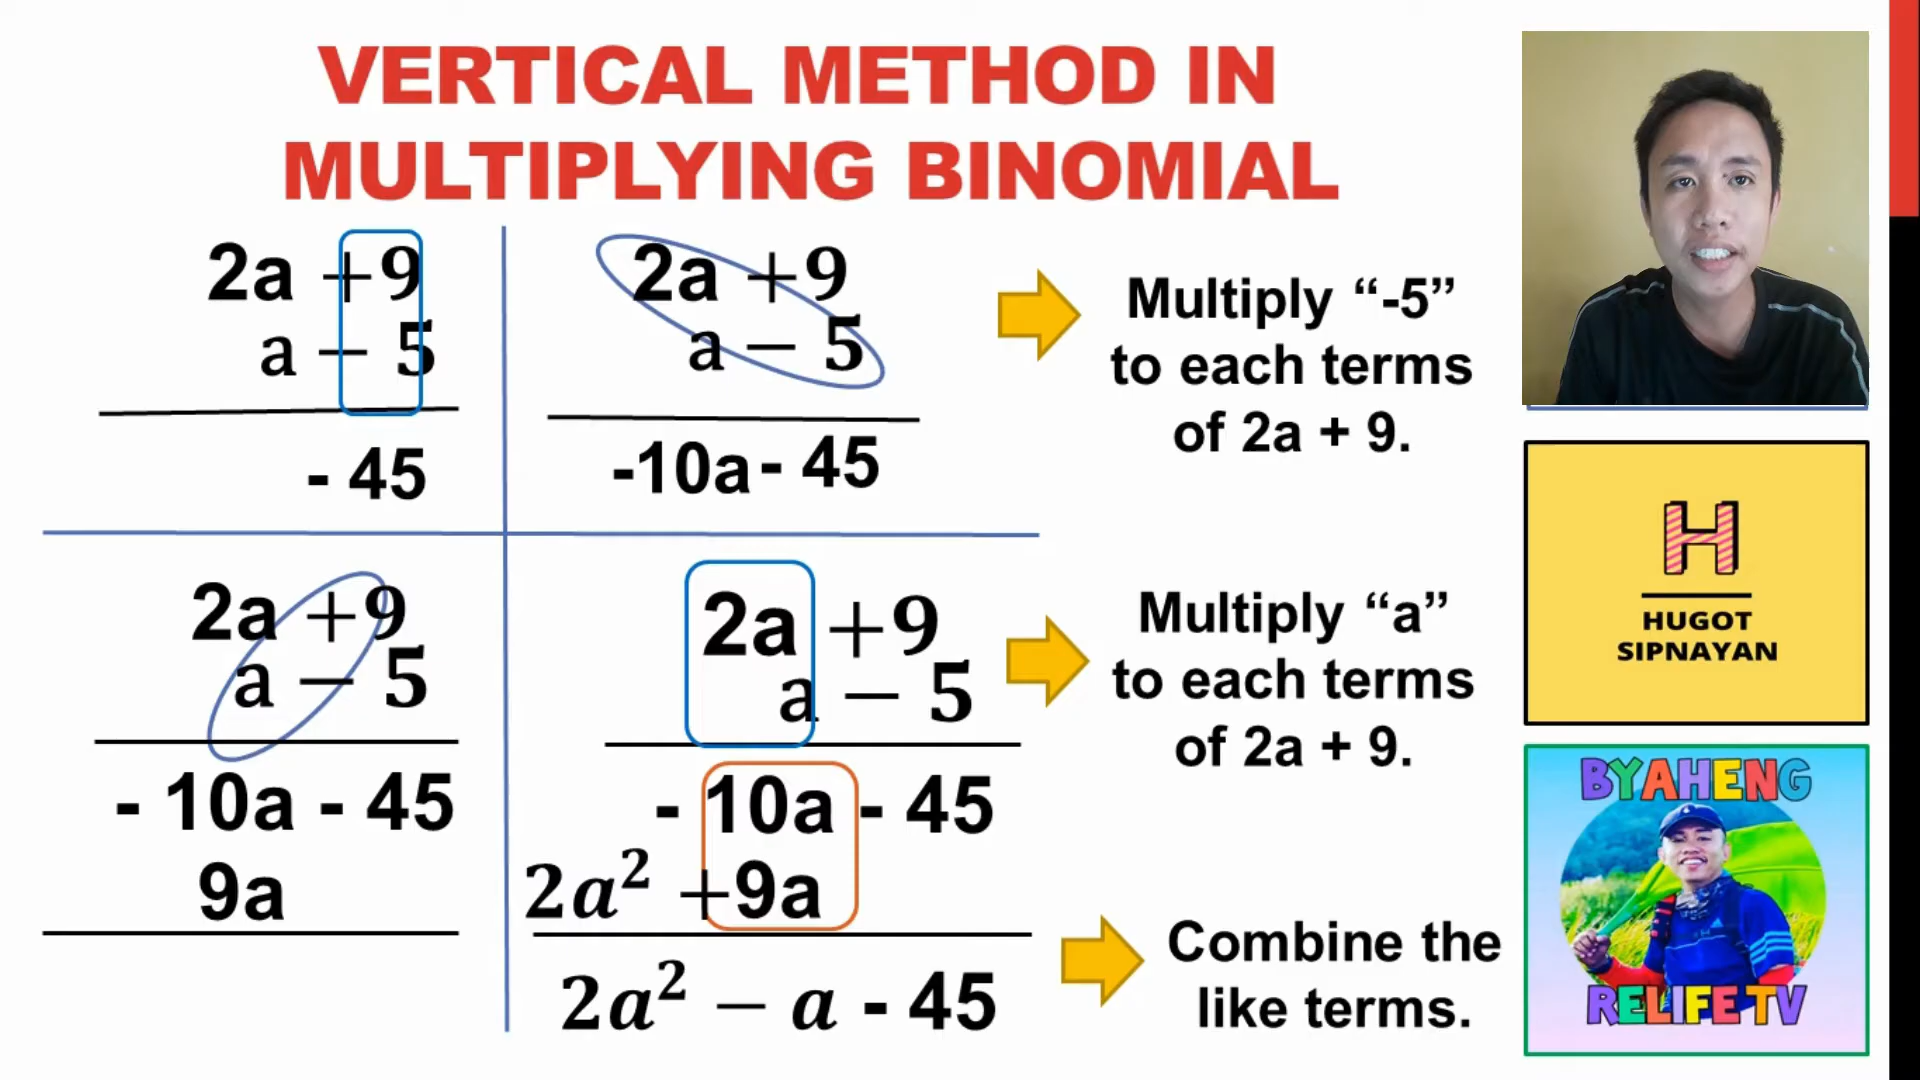 VERTICAL METHOD IN
MULTIPLYING BINOMIAL
2a +9
a − 5
- 45
2a +9
a − 5
-10a - 45
Multiply “-5”
to each terms
of 2a + 9.
2a +9
a − 5
- 10a - 45
9a
2a +9
a − 5
- 10a - 45
2a² +9a
2a² − a - 45
Multiply “a”
to each terms
of 2a + 9.
Combine the
like terms.
H
HUGOT
SIPNAYAN
BYAHENG
RELIFE TV